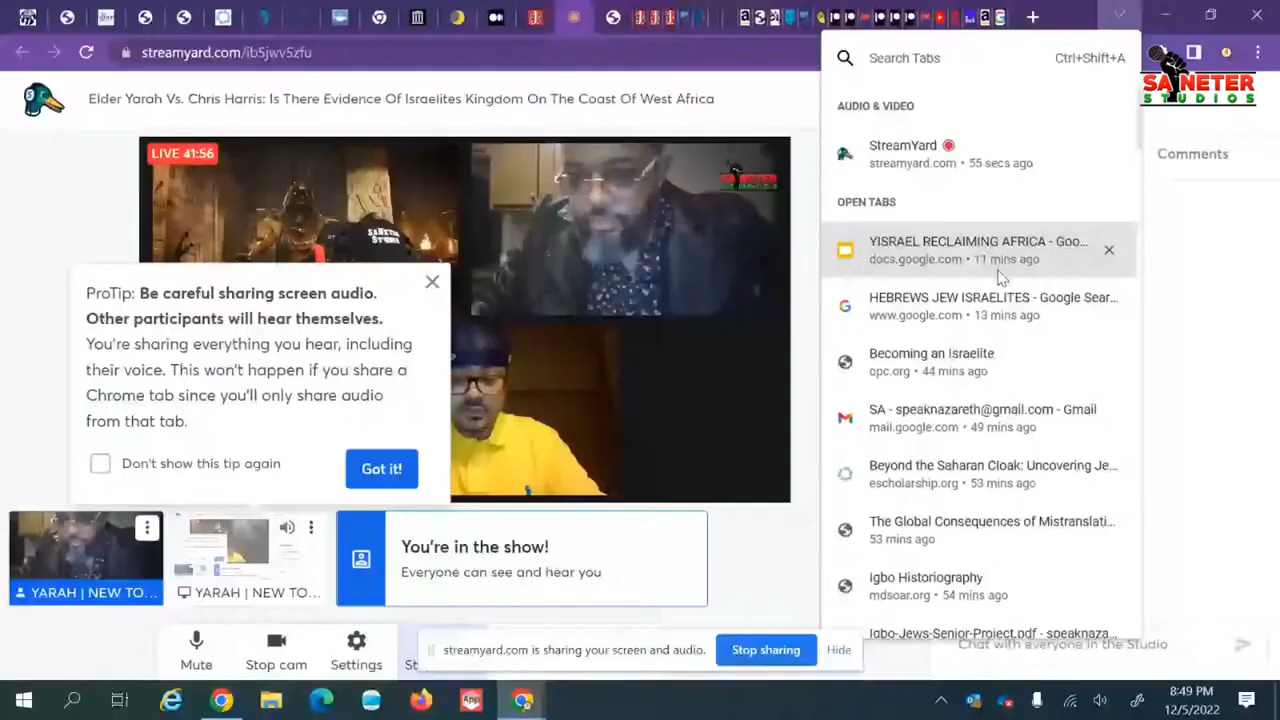 streamyard.com/ib5jwv5zfu
SANETER
STUDIOS
Elder Yarah Vs. Chris Harris: Is There Evidence Of Israelites Kingdom On The Coast Of West Africa
Search Tabs
Ctrl+Shift+A
AUDIO & VIDEO
StreamYard
streamyard.com • 55 secs ago
OPEN TABS
YISRAEL RECLAIMING AFRICA - Goo...
docs.google.com • 11 mins ago
HEBREWS JEW ISRAELITES - Google Sear...
www.google.com • 13 mins ago
Becoming an Israelite
opc.org • 44 mins ago
SA - speaknazareth@gmail.com - Gmail
mail.google.com • 49 mins ago
Beyond the Saharan Cloak: Uncovering Je...
escholarship.org • 53 mins ago
The Global Consequences of Mistranslati...
53 mins ago
Igbo Historiography
mdsoar.org • 54 mins ago
Igbo-Jews-Senior-Project.pdf - speaknaza...
Comments
LIVE 41:56
SANETER
STUDIOS
ProTip: Be careful sharing screen audio.
Other participants will hear themselves.
You're sharing everything you hear, including
their voice. This won't happen if you share a
Chrome tab since you'll only share audio
from that tab.
Don't show this tip again
Got it!
YARAH | NEW TO...
YARAH | NEW TO...
You're in the show!
Everyone can see and hear you
Mute
Stop cam
Settings
St
streamyard.com is sharing your screen and audio.
Stop sharing
Hide
Chat with everyone in the Studio
App
8:49 PM
12/5/2022